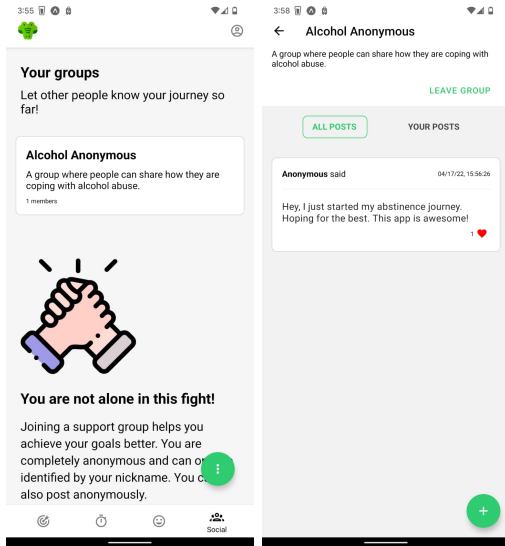 3:55
Your groups
Let other people know your journey so
far!
Alcohol Anonymous
A group where people can share how they are
coping with alcohol abuse.
1 members
You are not alone in this fight!
Joining a support group helps you
achieve your goals better. You are
completely anonymous and can
identified by your nickname. You
also post anonymously.
Social
3:58
Alcohol Anonymous
A group where people can share how they are coping with
alcohol abuse.
LEAVE GROUP
ALL POSTS
YOUR POSTS
Anonymous said
04/17/22, 15:56:26
Hey, I just started my abstinence journey.
Hoping for the best. This app is awesome!
1